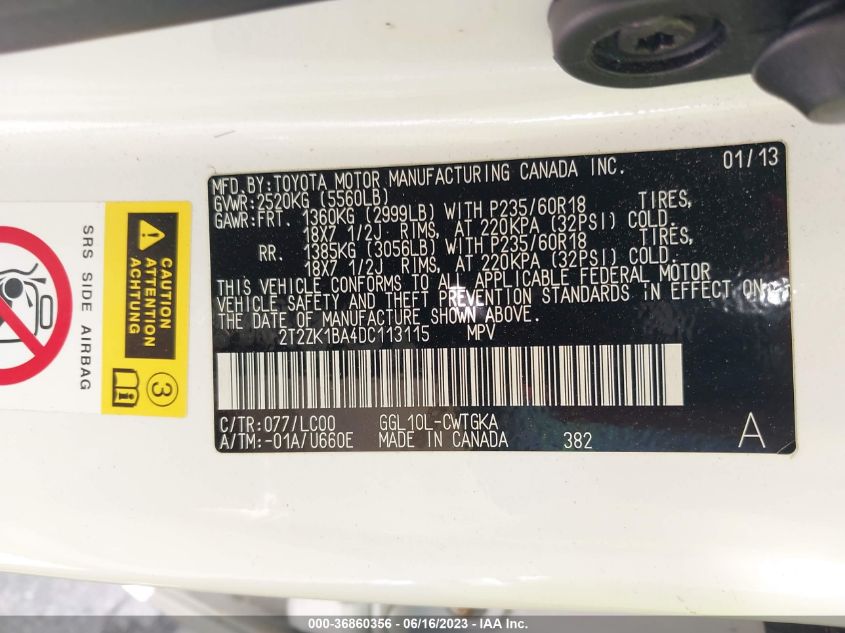 MFD.BY:TOYOTA MOTOR MANUFACTURING CANADA INC. 01/13
GVWR:2520KG (5560LB)
GAWR:FRT. 1360KG (2999LB) WITH P235/60R18 TIRES,
18X7 1/2J RIMS, AT 220KPA (32PSI) COLD.
RR. 1385KG (3056LB) WITH P235/60R18 TIRES,
18X7 1/2J RIMS, AT 220KPA (32PSI) COLD.
THIS VEHICLE CONFORMS TO ALL APPLICABLE FEDERAL MOTOR
VEHICLE SAFETY AND THEFT PREVENTION STANDARDS IN EFFECT ON
THE DATE OF MANUFACTURE SHOWN ABOVE.
2T2ZK1BA4DC113115 MPV
C/TR:077/LC00 GGL10L-CWTGKA
A/TM:-01A/U660E MADE IN CANADA 382 A
CAUTION
ATTENTION
ACHTUNG
SRS SIDE AIRBAG
i
3
000-36860356 - 06/16/2023 - IAA Inc.